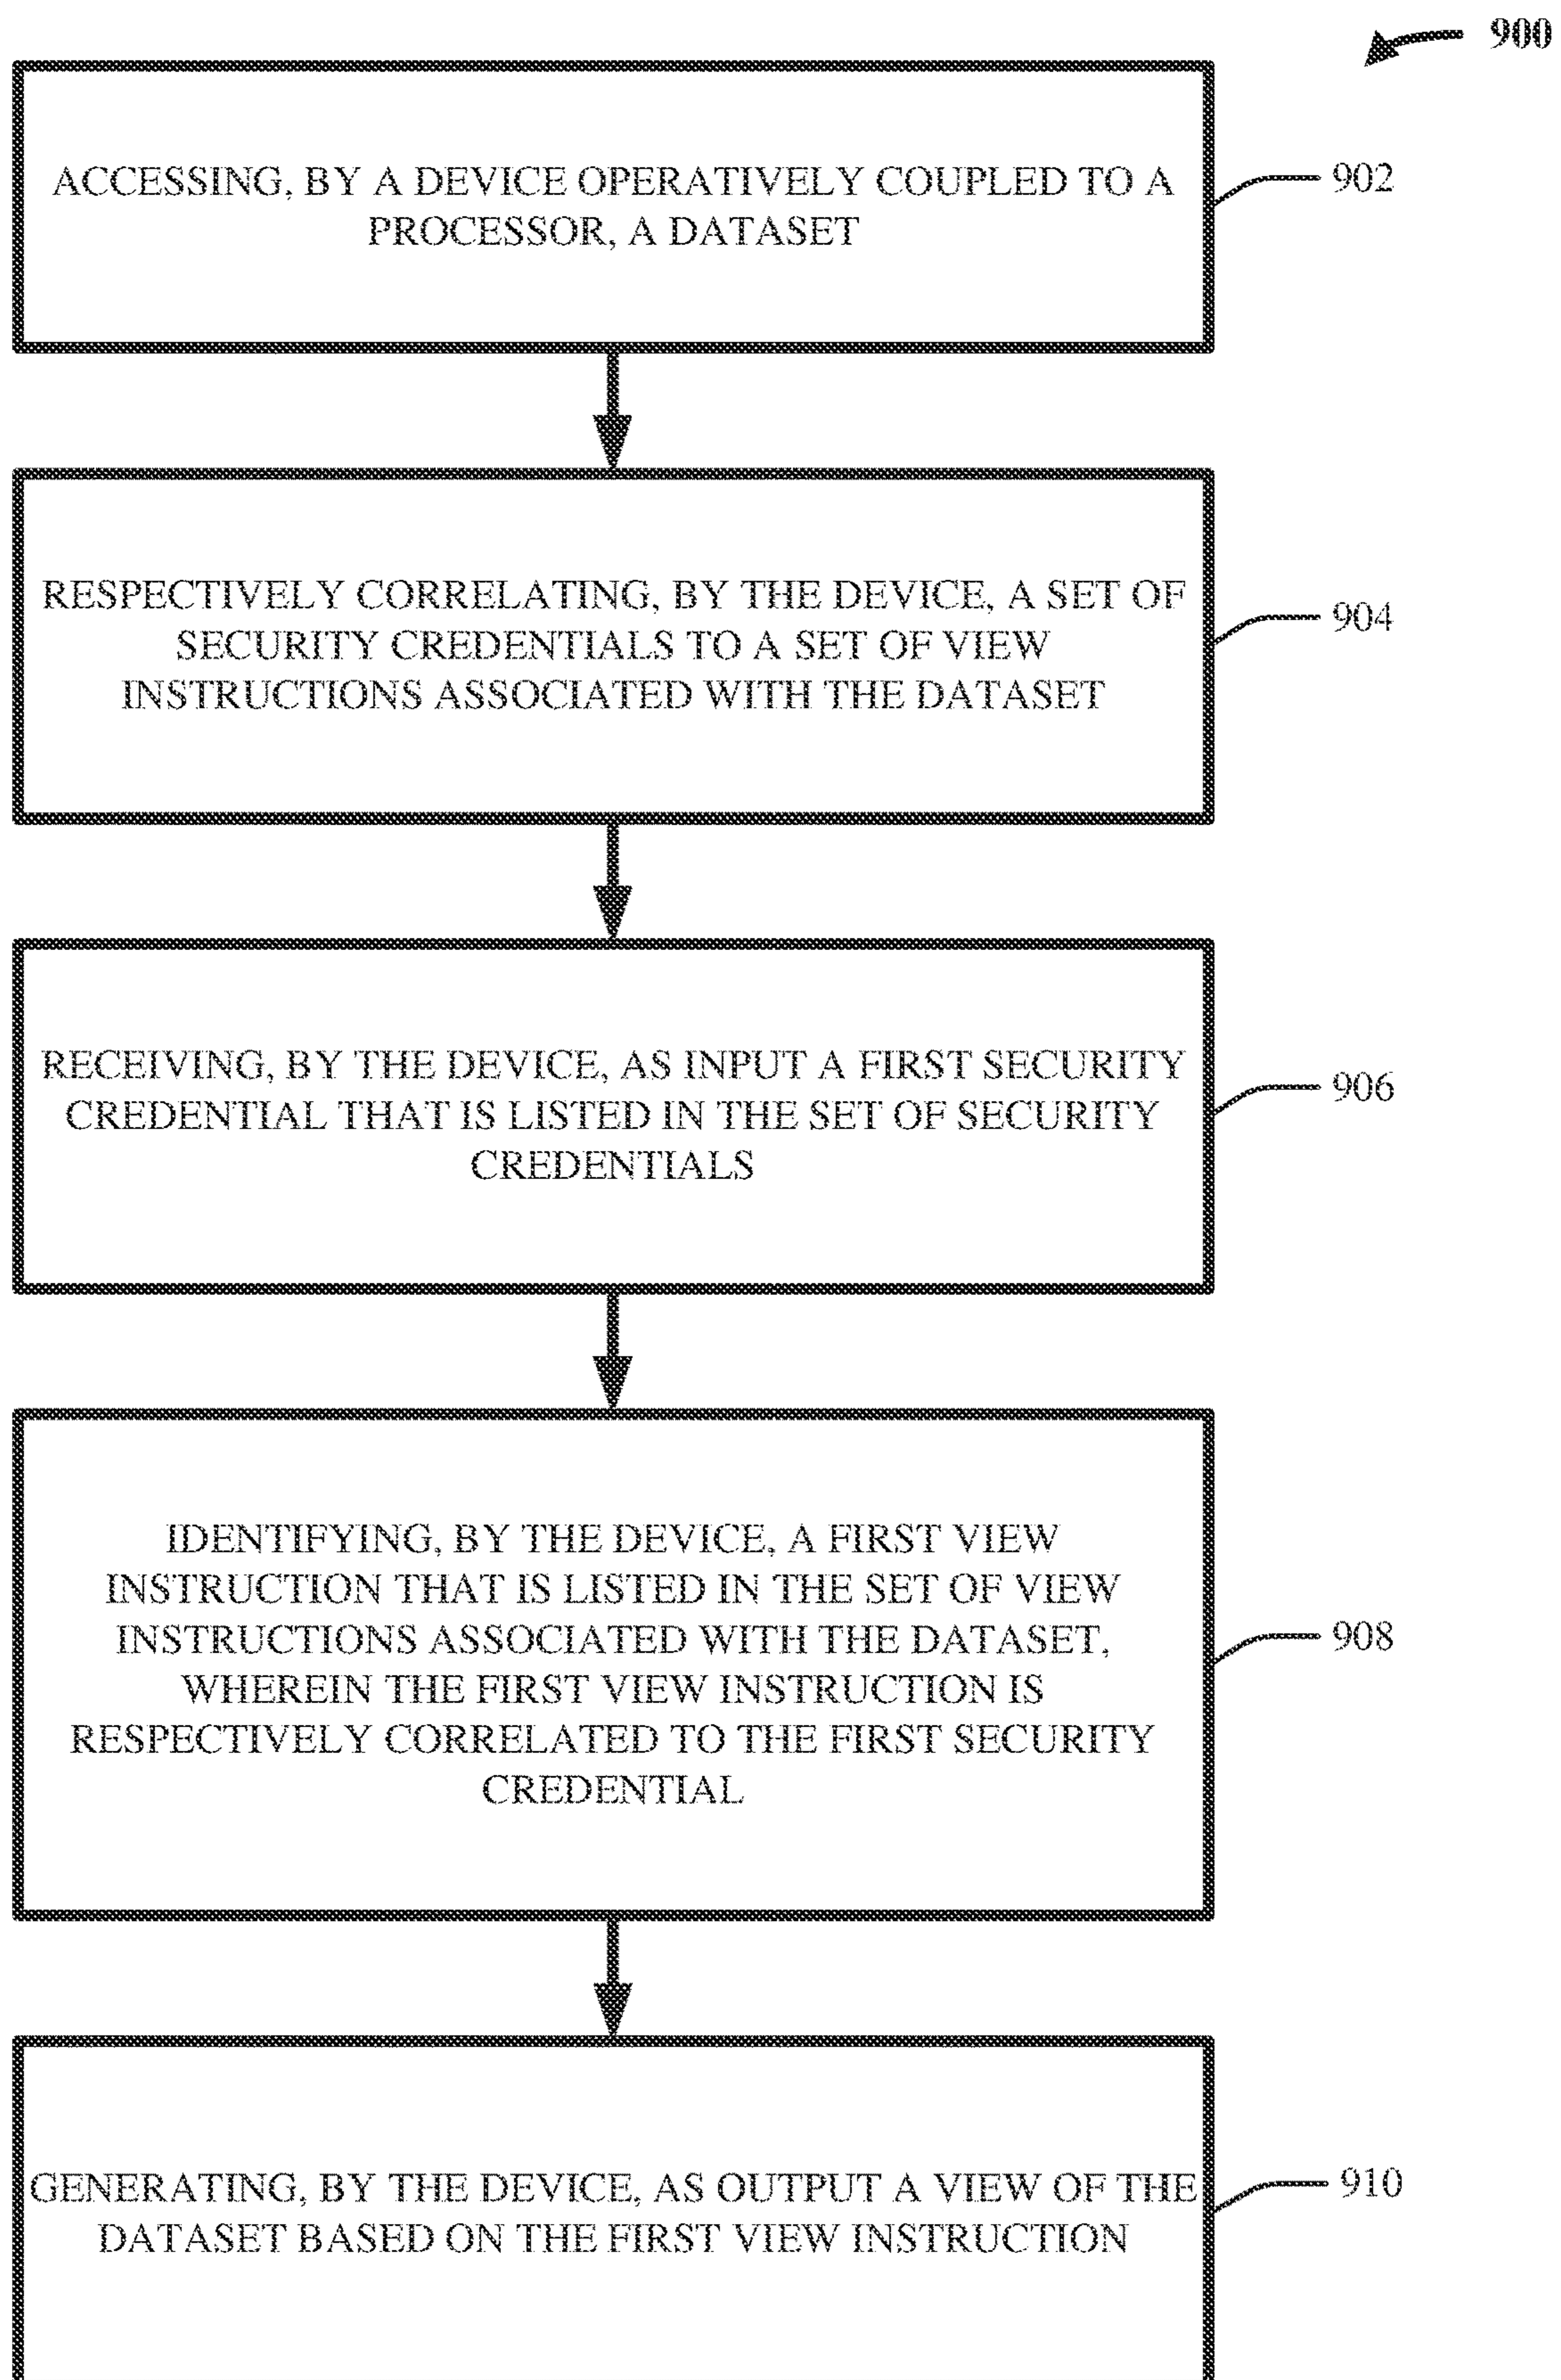 900
ACCESSING, BY A DEVICE OPERATIVELY COUPLED TO A
PROCESSOR, A DATASET
902
RESPECTIVELY CORRELATING, BY THE DEVICE, A SET OF
SECURITY CREDENTIALS TO A SET OF VIEW
INSTRUCTIONS ASSOCIATED WITH THE DATASET
904
RECEIVING, BY THE DEVICE, AS INPUT A FIRST SECURITY
CREDENTIAL THAT IS LISTED IN THE SET OF SECURITY
CREDENTIALS
906
IDENTIFYING, BY THE DEVICE, A FIRST VIEW
INSTRUCTION THAT IS LISTED IN THE SET OF VIEW
INSTRUCTIONS ASSOCIATED WITH THE DATASET,
WHEREIN THE FIRST VIEW INSTRUCTION IS
RESPECTIVELY CORRELATED TO THE FIRST SECURITY
CREDENTIAL
908
GENERATING, BY THE DEVICE, AS OUTPUT A VIEW OF THE
DATASET BASED ON THE FIRST VIEW INSTRUCTION
910